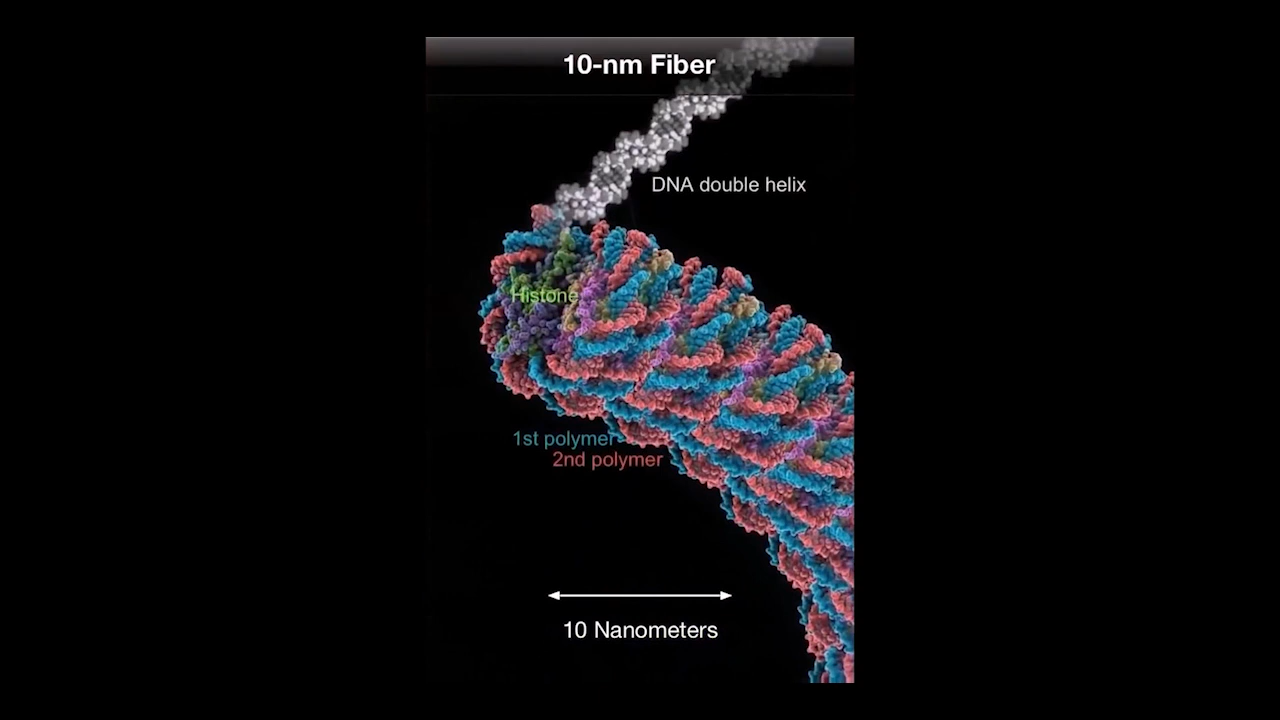 10-nm Fiber
DNA double helix
Histone
1st polymer
2nd polymer
10 Nanometers